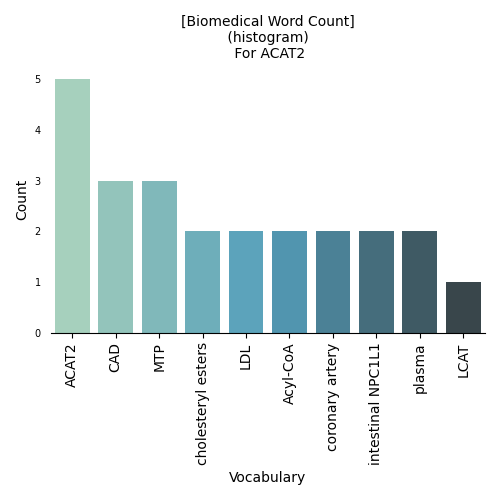 [Biomedical Word Count]
(histogram)
For ACAT2
5
4
3
2
1
0
Count
ACAT2
CAD
MTP
cholesteryl esters
LDL
Acyl-CoA
coronary artery
intestinal NPC1L1
plasma
LCAT
Vocabulary